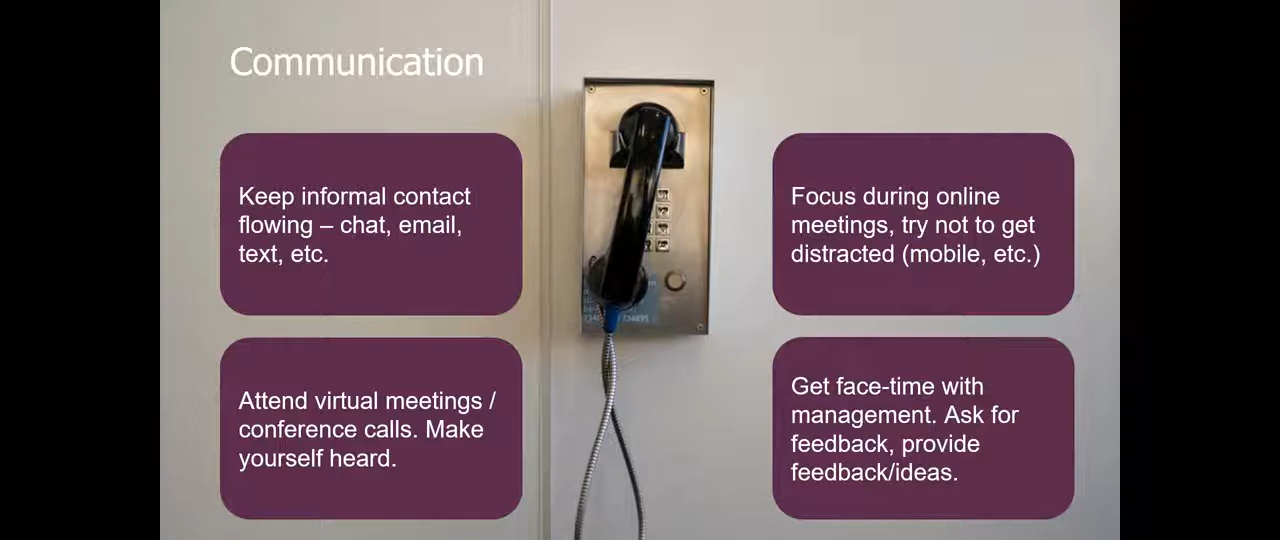 Communication
Keep informal contact
flowing – chat, email,
text, etc.
Attend virtual meetings /
conference calls. Make
yourself heard.
Focus during online
meetings, try not to get
distracted (mobile, etc.)
Get face-time with
management. Ask for
feedback, provide
feedback/ideas.